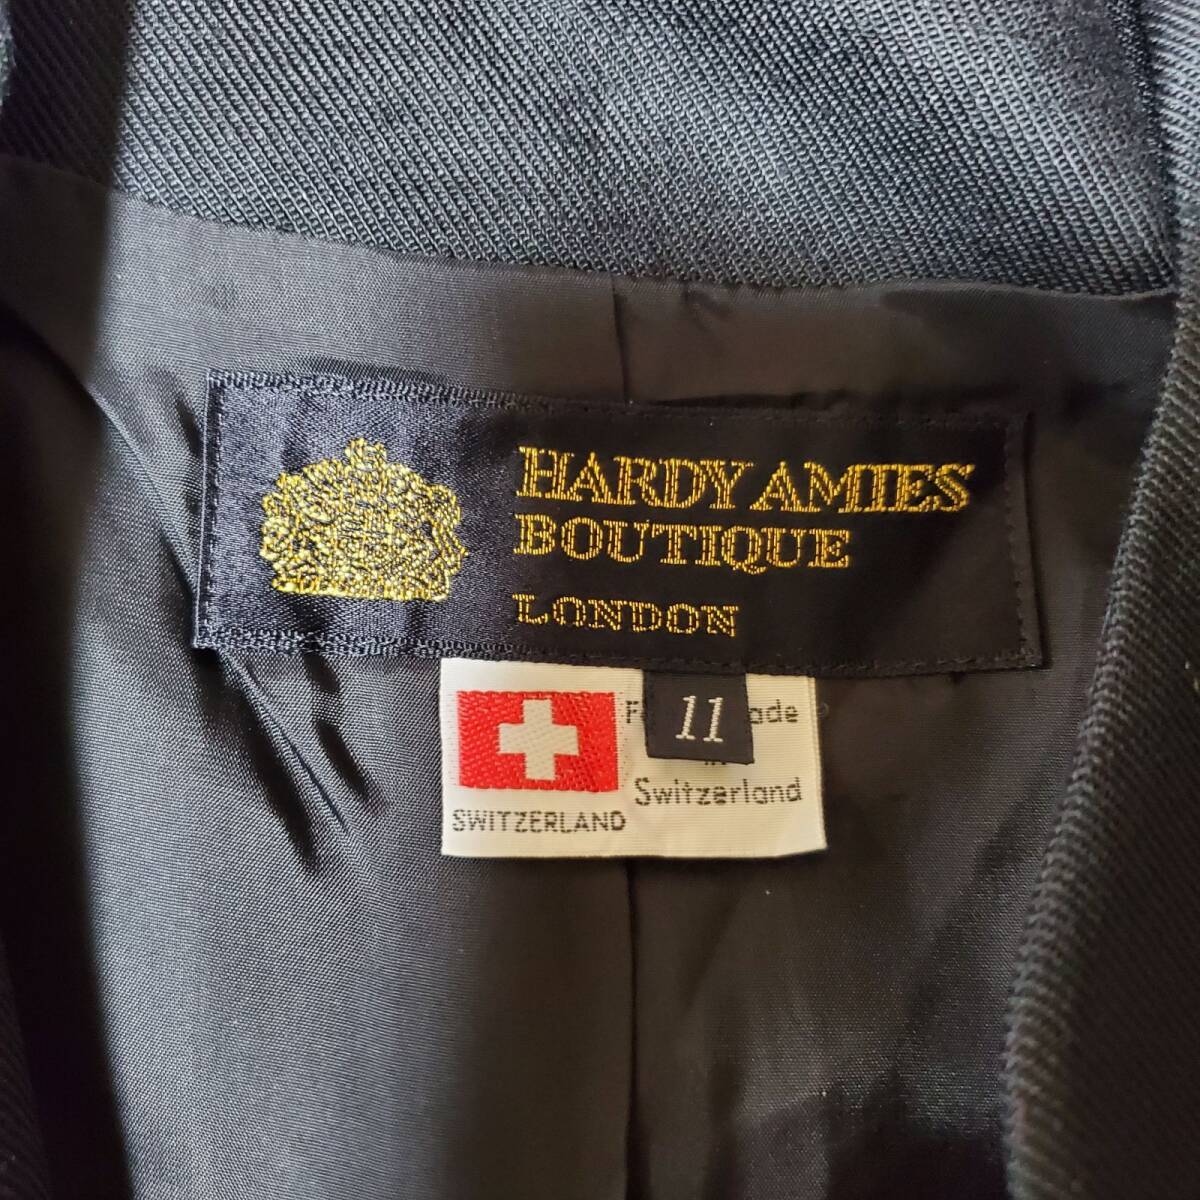 HARDY AMIES
BOUTIQUE
LONDON
11
Switzerland
SWITZERLAND